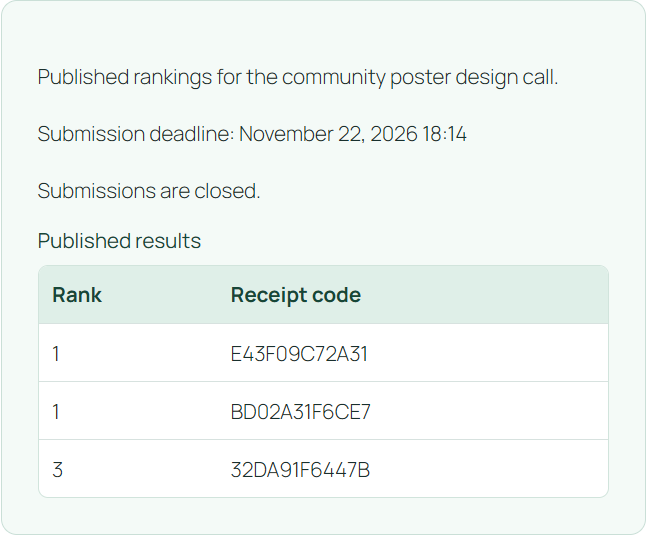 Published rankings for the community poster design call.
Submission deadline: November 22, 2026 18:14
Submissions are closed.
Published results
Rank Receipt code
1 E43F09C72A31
1 BD02A31F6CE7
3 32DA91F6447B